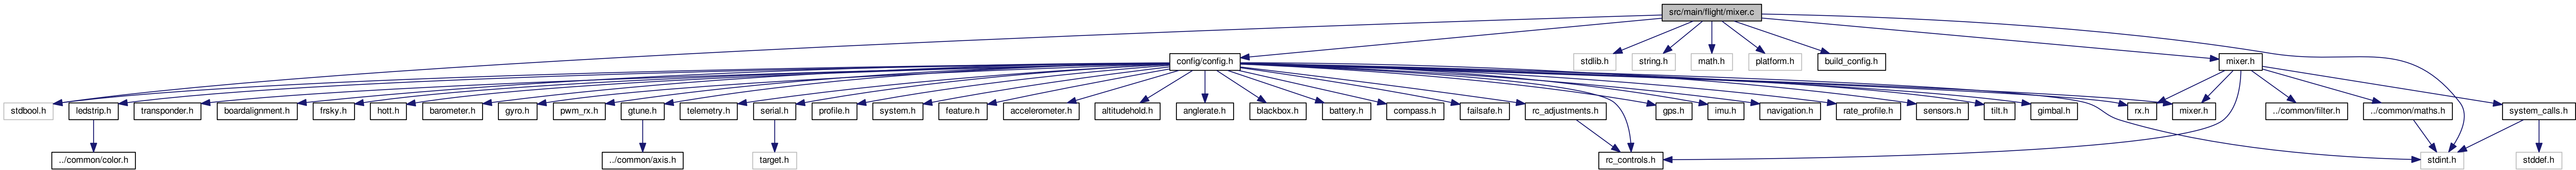 src/main/flight/mixer.c
config/config.h
stdlib.h
string.h
math.h
platform.h
build_config.h
mixer.h
stdbool.h
ledstrip.h
transponder.h
boardalignment.h
frsky.h
hott.h
barometer.h
gyro.h
pwm_rx.h
gtune.h
telemetry.h
serial.h
profile.h
system.h
feature.h
accelerometer.h
altitudehold.h
anglerate.h
blackbox.h
battery.h
compass.h
failsafe.h
rc_adjustments.h
gps.h
imu.h
navigation.h
rate_profile.h
sensors.h
tilt.h
gimbal.h
rx.h
mixer.h
../common/filter.h
../common/maths.h
system_calls.h
../common/color.h
../common/axis.h
target.h
rc_controls.h
stdint.h
stddef.h